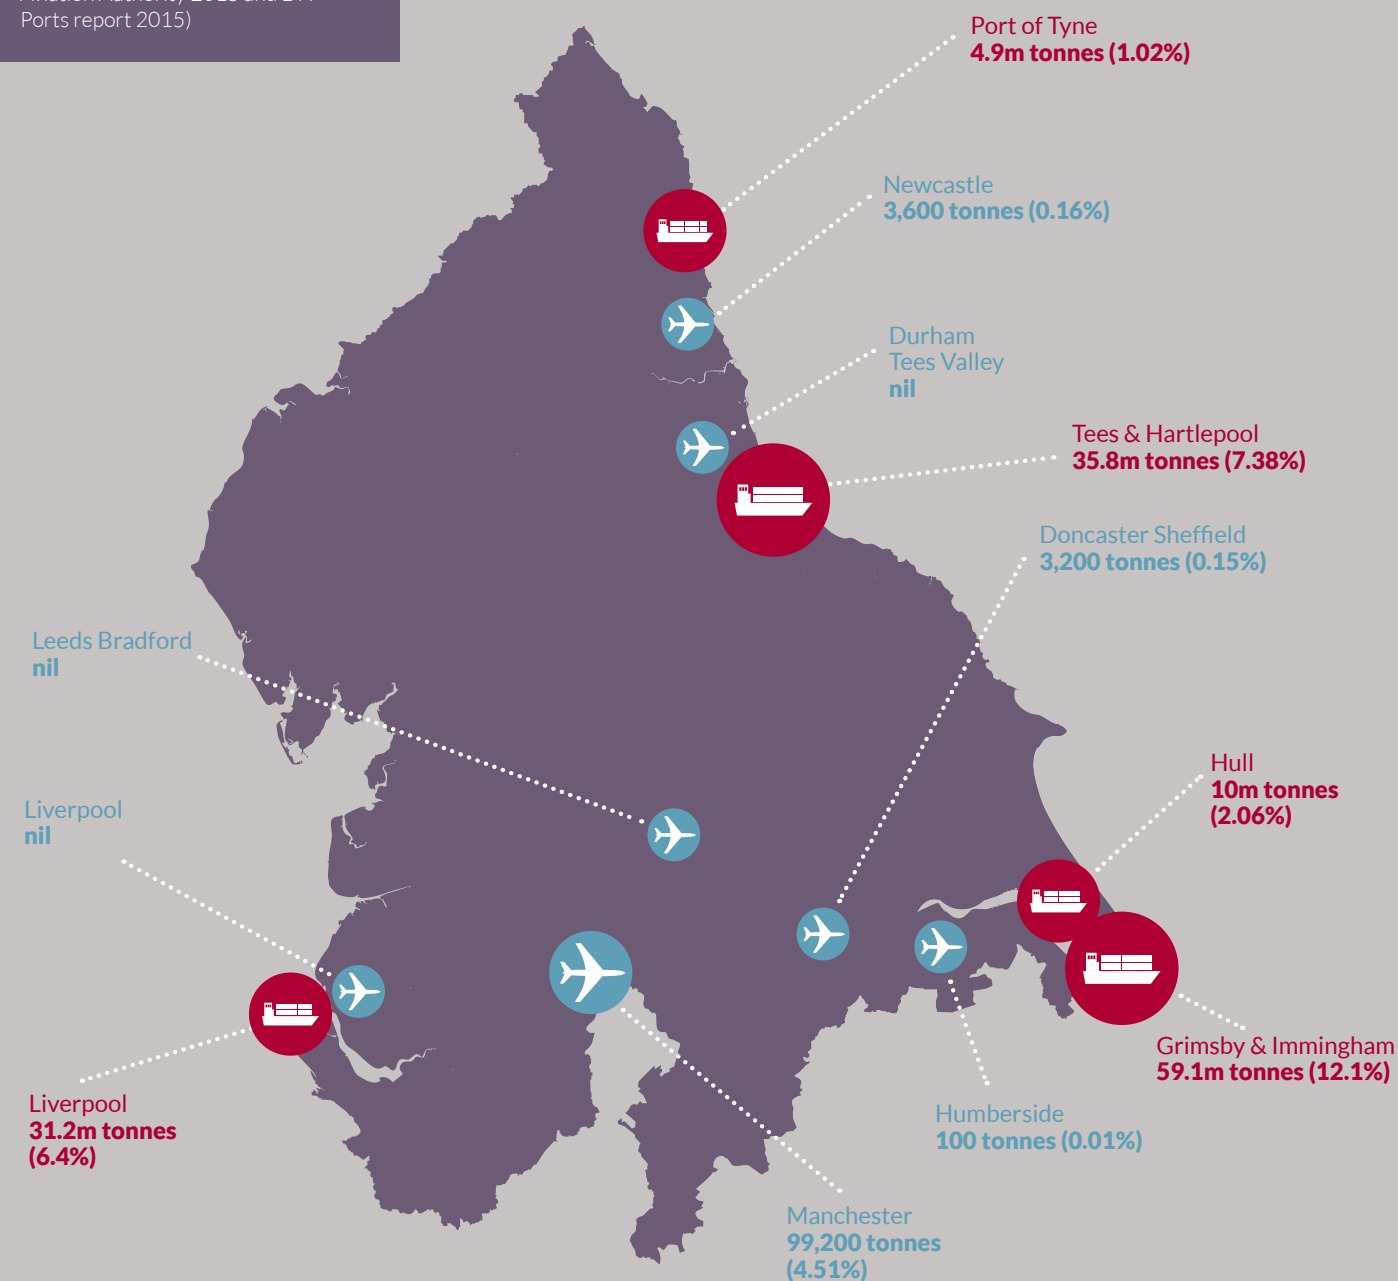 Ports report 2015)
Port of Tyne
4.9m tonnes (1.02%)
Newcastle
3,600 tonnes (0.16%)
Durham
Tees Valley
nil
Tees & Hartlepool
35.8m tonnes (7.38%)
Doncaster Sheffield
3,200 tonnes (0.15%)
Leeds Bradford
nil
Hull
10m tonnes
(2.06%)
Liverpool
nil
Grimsby & Immingham
59.1m tonnes (12.1%)
Liverpool
31.2m tonnes
(6.4%)
Humberside
100 tonnes (0.01%)
Manchester
99,200 tonnes
(4.51%)